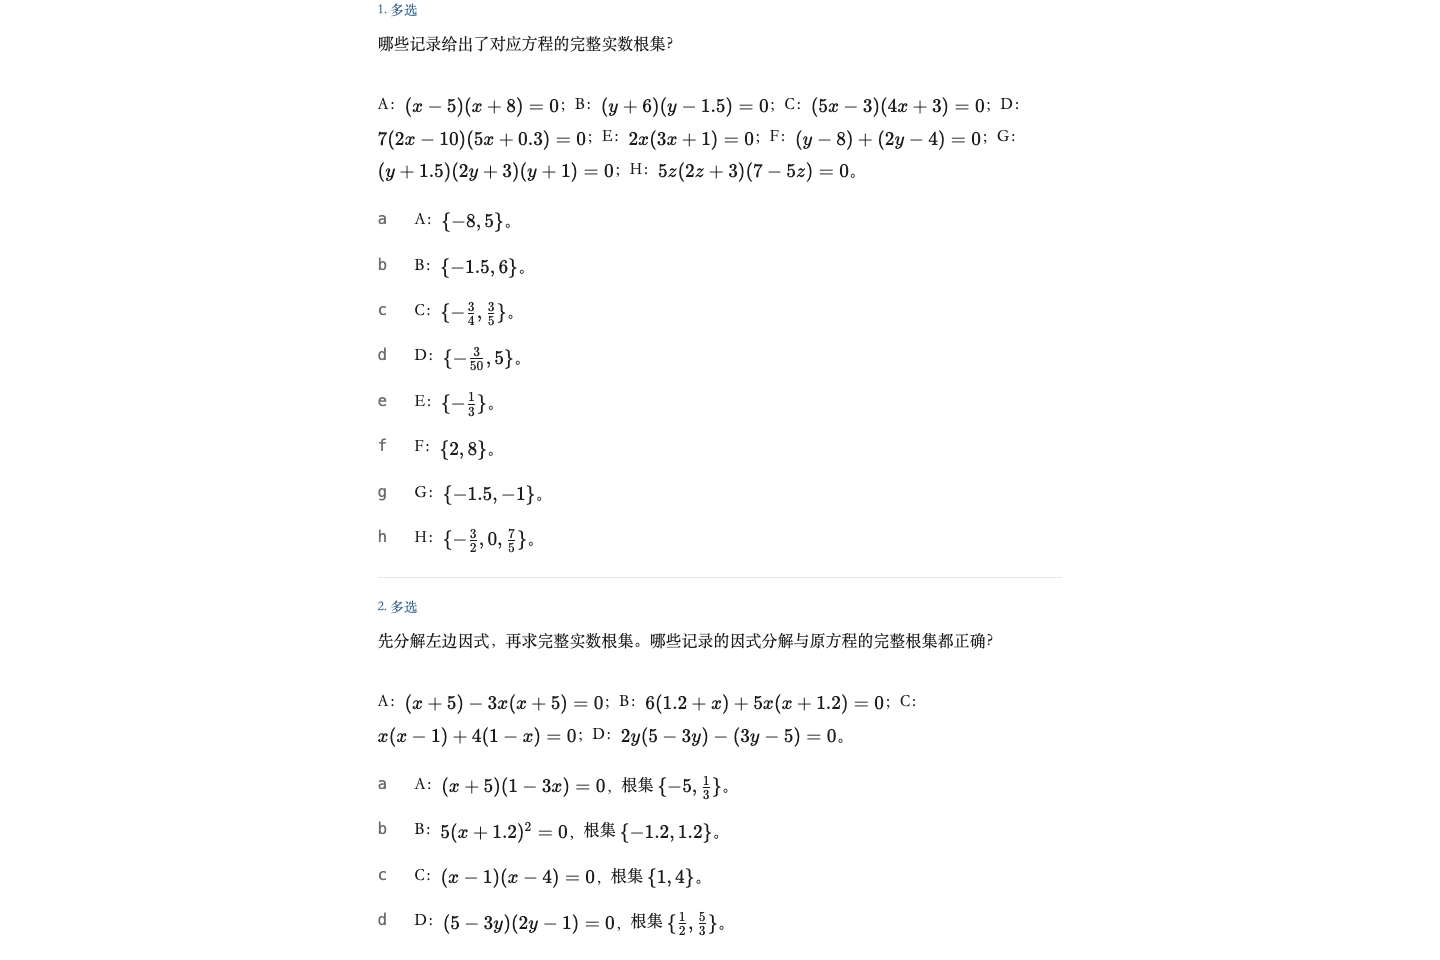 1. 多选
哪些记录给出了对应方程的完整实数根集?
A: (x − 5)(x + 8) = 0; B: (y + 6)(y − 1.5) = 0; C: (5x − 3)(4x + 3) = 0; D:
7(2x − 10)(5x + 0.3) = 0; E: 2x(3x + 1) = 0; F: (y − 8) + (2y − 4) = 0; G:
(y + 1.5)(2y + 3)(y + 1) = 0; H: 5z(2z + 3)(7 − 5z) = 0。
a A: {−8, 5}。
b B: {−1.5, 6}。
c C: {−3/4, 3/5}。
d D: {−3/50, 5}。
e E: {−1/3}。
f F: {2, 8}。
g G: {−1.5, −1}。
h H: {−3/2, 0, 7/5}。
2. 多选
先分解左边因式，再求完整实数根集。哪些记录的因式分解与原方程的完整根集都正确?
A: (x + 5) − 3x(x + 5) = 0; B: 6(1.2 + x) + 5x(x + 1.2) = 0; C:
x(x − 1) + 4(1 − x) = 0; D: 2y(5 − 3y) − (3y − 5) = 0。
a A: (x + 5)(1 − 3x) = 0，根集 {−5, 1/3}。
b B: 5(x + 1.2)² = 0，根集 {−1.2, 1.2}。
c C: (x − 1)(x − 4) = 0，根集 {1, 4}。
d D: (5 − 3y)(2y − 1) = 0，根集 {1/2, 5/3}。